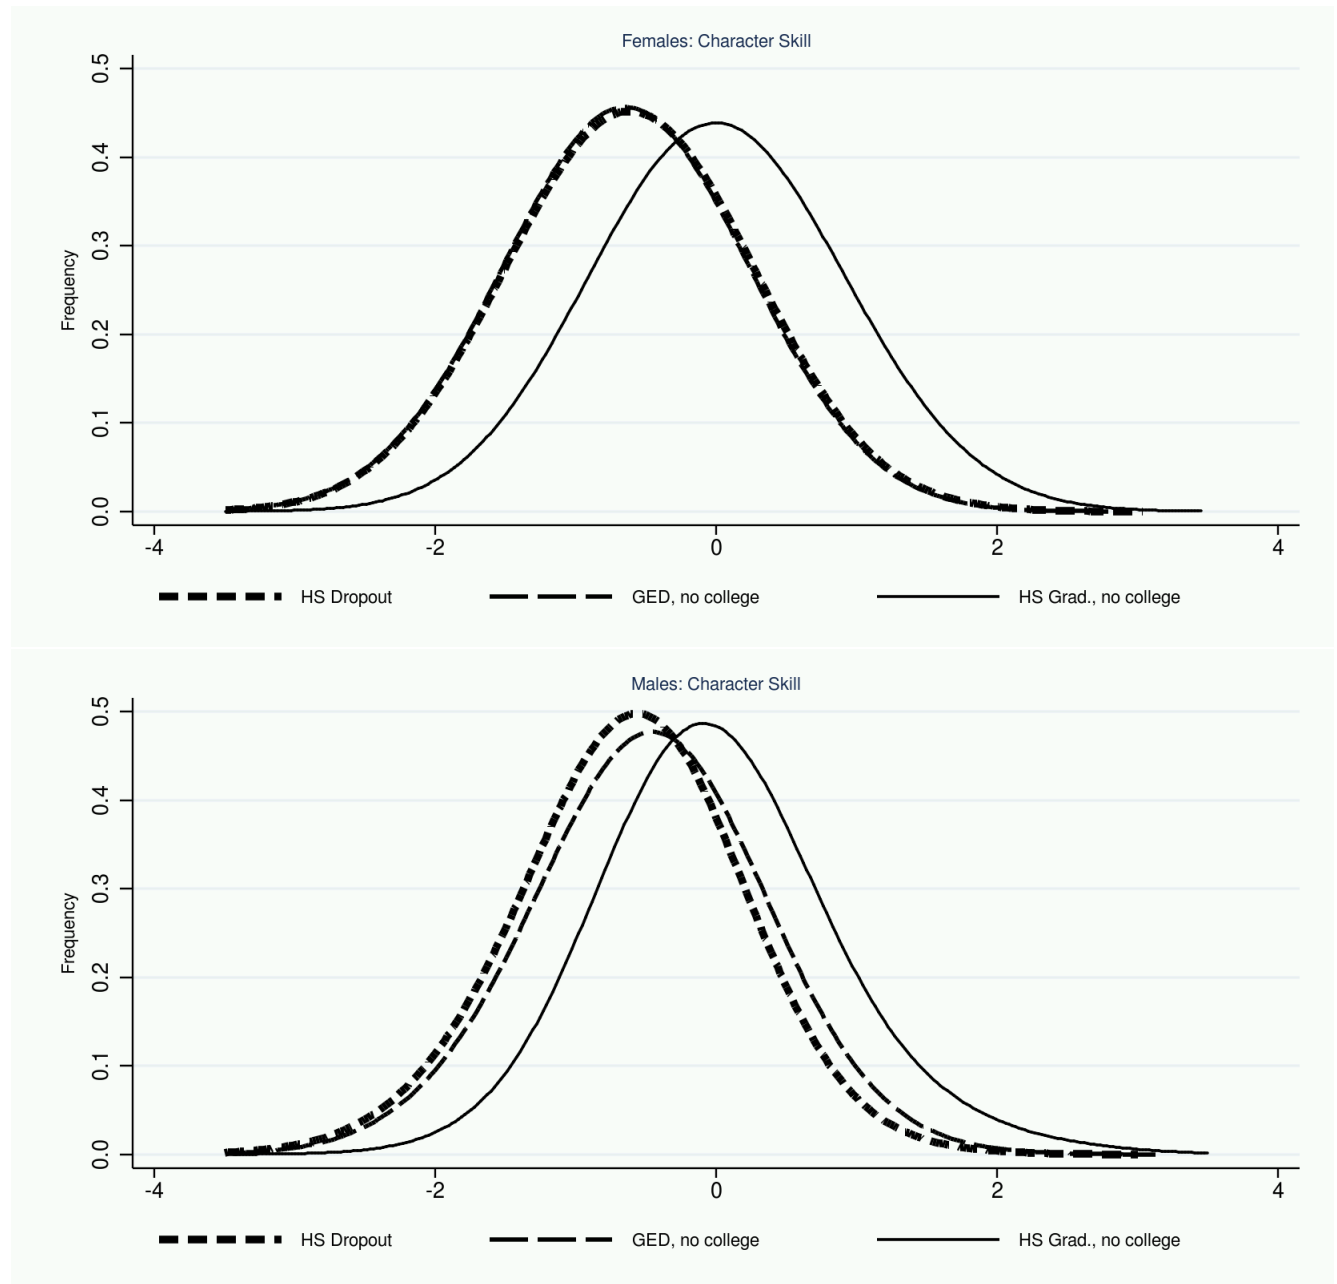 Females: Character Skill
0.5
0.4
0.3
0.2
0.1
0.0
Frequency
-4 -2 0 2 4
HS Dropout GED, no college HS Grad., no college
Males: Character Skill
0.5
0.4
0.3
0.2
0.1
0.0
Frequency
-4 -2 0 2 4
HS Dropout GED, no college HS Grad., no college